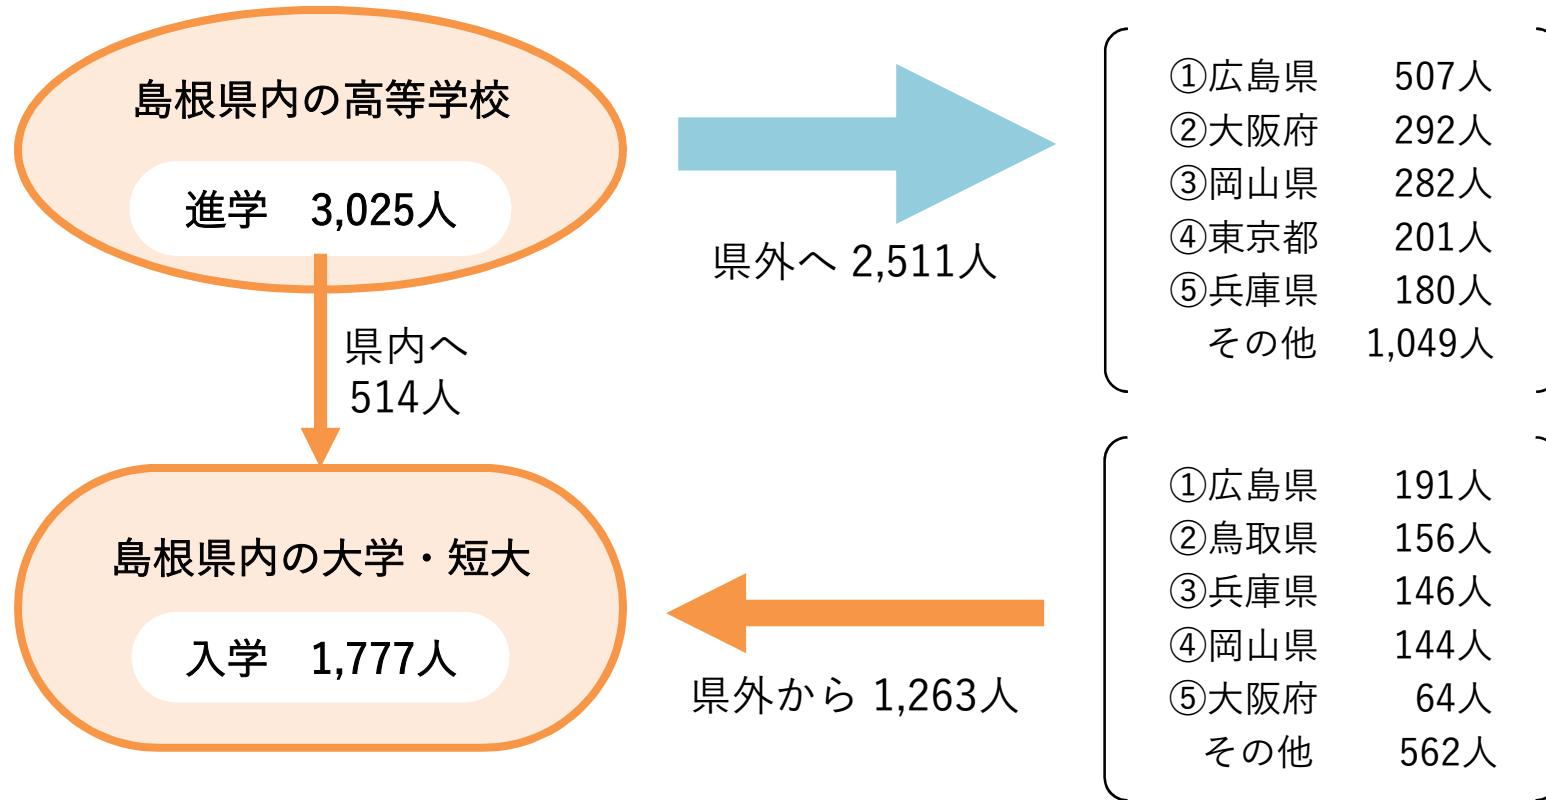 島根県内の高等学校
進学 3,025人
県内へ
514人
島根県内の大学・短大
入学 1,777人
県外へ 2,511人
①広島県 507人
②大阪府 292人
③岡山県 282人
④東京都 201人
⑤兵庫県 180人
その他 1,049人
県外から 1,263人
①広島県 191人
②鳥取県 156人
③兵庫県 146人
④岡山県 144人
⑤大阪府 64人
その他 562人